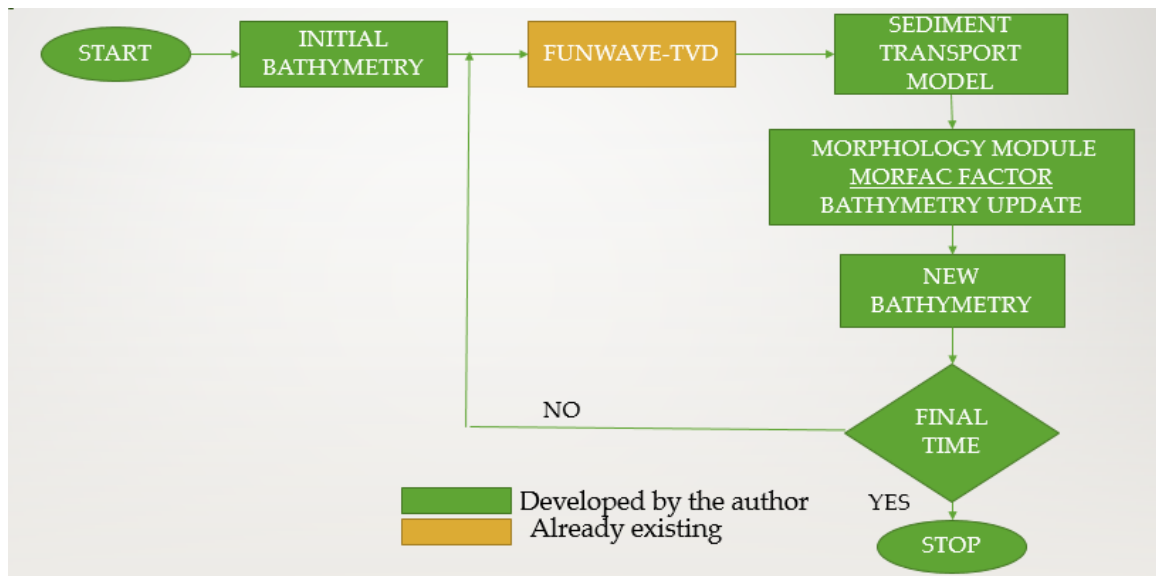 START
INITIAL
BATHYMETRY
FUNWAVE-TVD
SEDIMENT
TRANSPORT
MODEL
MORPHOLOGY MODULE
MORFAC FACTOR
BATHYMETRY UPDATE
NEW
BATHYMETRY
FINAL
TIME
NO
YES
STOP
Developed by the author
Already existing